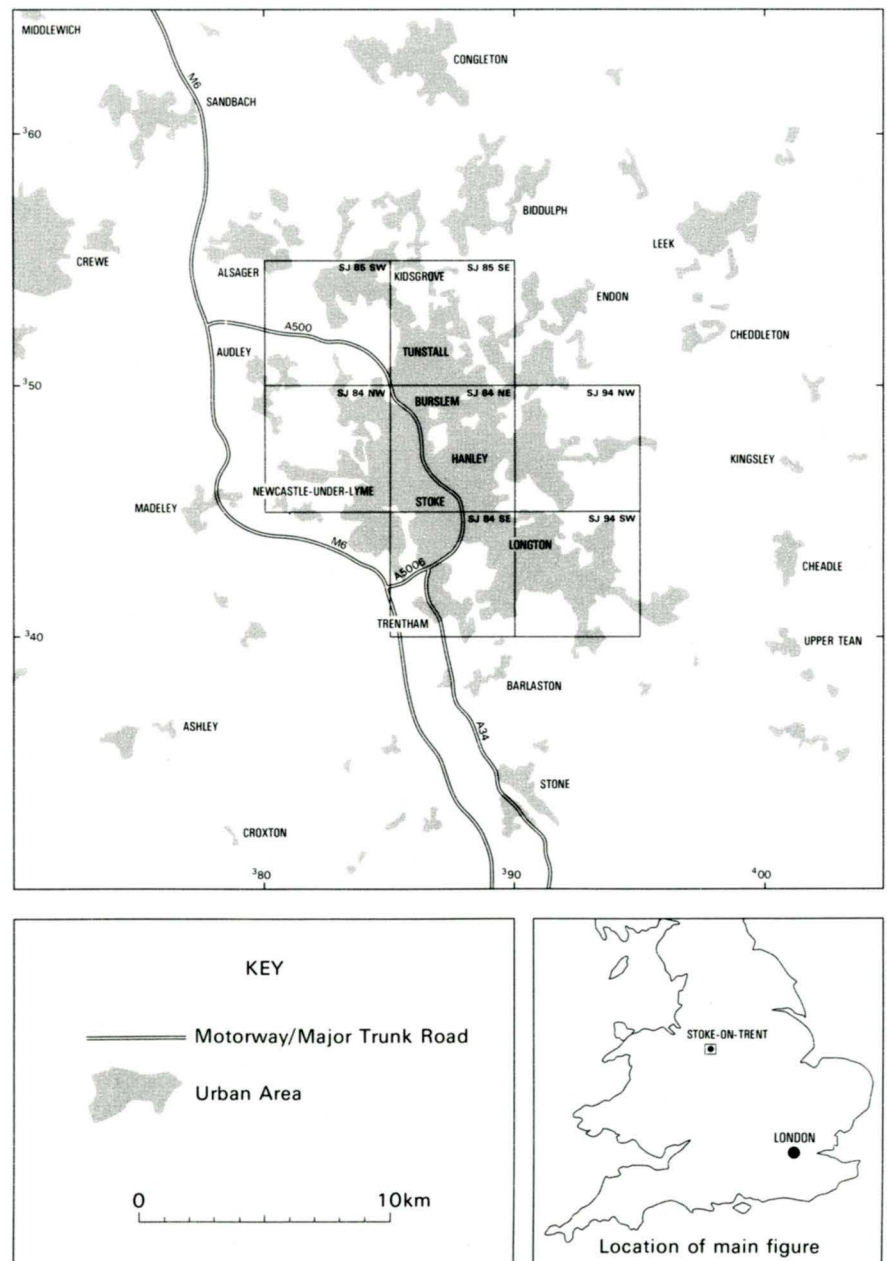 MIDDLEWICH
CONGLETON
M6
SANDBACH
³60
BIDDULPH
LEEK
CREWE
ALSAGER
SJ 85 SW
KIDSGROVE
SJ 85 SE
ENDON
A500
CHEDDLETON
AUDLEY
TUNSTALL
³50
SJ 84 NW
BURSLEM
SJ 84 NE
SJ 94 NW
HANLEY
KINGSLEY
NEWCASTLE-UNDER-LYME
MADELEY
STOKE
SJ 84 SE
SJ 94 SW
M6
LONGTON
A5006
CHEADLE
TRENTHAM
³40
UPPER TEAN
BARLASTON
ASHLEY
A34
STONE
CROXTON
³80
³90
⁴00
KEY
Motorway/Major Trunk Road
Urban Area
0
10km
STOKE-ON-TRENT
LONDON
Location of main figure